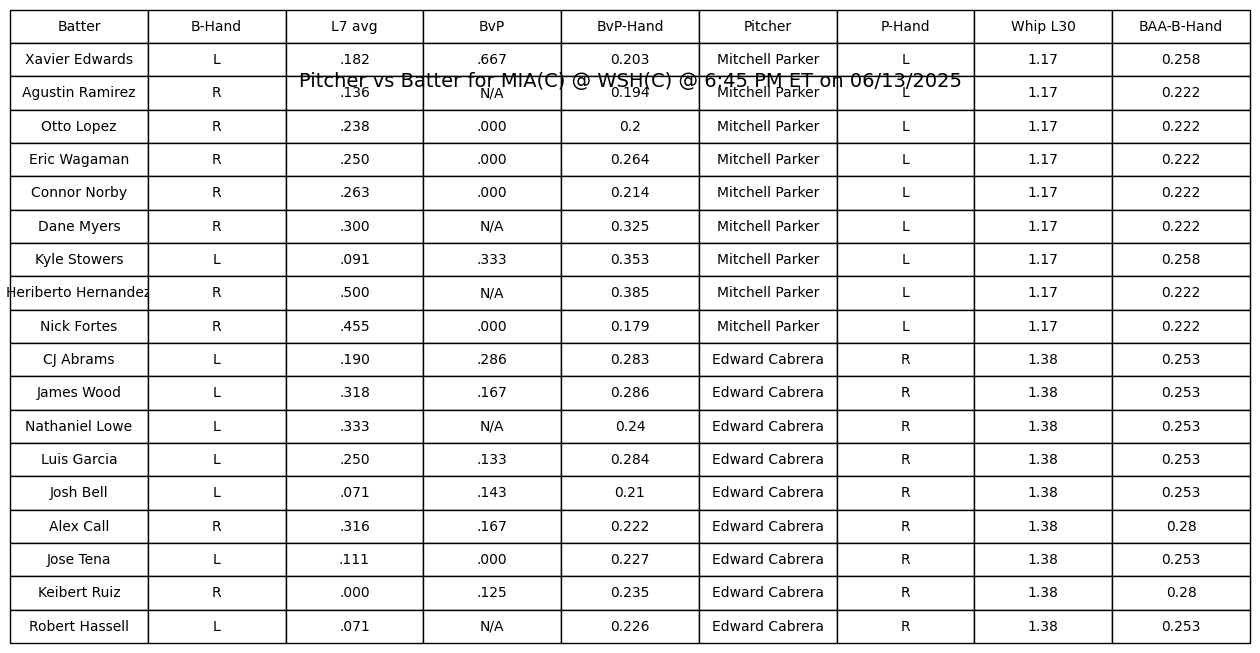 Batter B-Hand L7 avg BvP BvP-Hand Pitcher P-Hand Whip L30 BAA-B-Hand
Xavier Edwards L .182 .667 0.203 Mitchell Parker L 1.17 0.258
Pitcher vs Batter for MIA(C) @ WSH(C) @ 6:45 PM ET on 06/13/2025
Agustin Ramirez R .136 N/A 0.194 Mitchell Parker L 1.17 0.222
Otto Lopez R .238 .000 0.2 Mitchell Parker L 1.17 0.222
Eric Wagaman R .250 .000 0.264 Mitchell Parker L 1.17 0.222
Connor Norby R .263 .000 0.214 Mitchell Parker L 1.17 0.222
Dane Myers R .300 N/A 0.325 Mitchell Parker L 1.17 0.222
Kyle Stowers L .091 .333 0.353 Mitchell Parker L 1.17 0.258
Heriberto Hernandez R .500 N/A 0.385 Mitchell Parker L 1.17 0.222
Nick Fortes R .455 .000 0.179 Mitchell Parker L 1.17 0.222
CJ Abrams L .190 .286 0.283 Edward Cabrera R 1.38 0.253
James Wood L .318 .167 0.286 Edward Cabrera R 1.38 0.253
Nathaniel Lowe L .333 N/A 0.24 Edward Cabrera R 1.38 0.253
Luis Garcia L .250 .133 0.284 Edward Cabrera R 1.38 0.253
Josh Bell L .071 .143 0.21 Edward Cabrera R 1.38 0.253
Alex Call R .316 .167 0.222 Edward Cabrera R 1.38 0.28
Jose Tena L .111 .000 0.227 Edward Cabrera R 1.38 0.253
Keibert Ruiz R .000 .125 0.235 Edward Cabrera R 1.38 0.28
Robert Hassell L .071 N/A 0.226 Edward Cabrera R 1.38 0.253